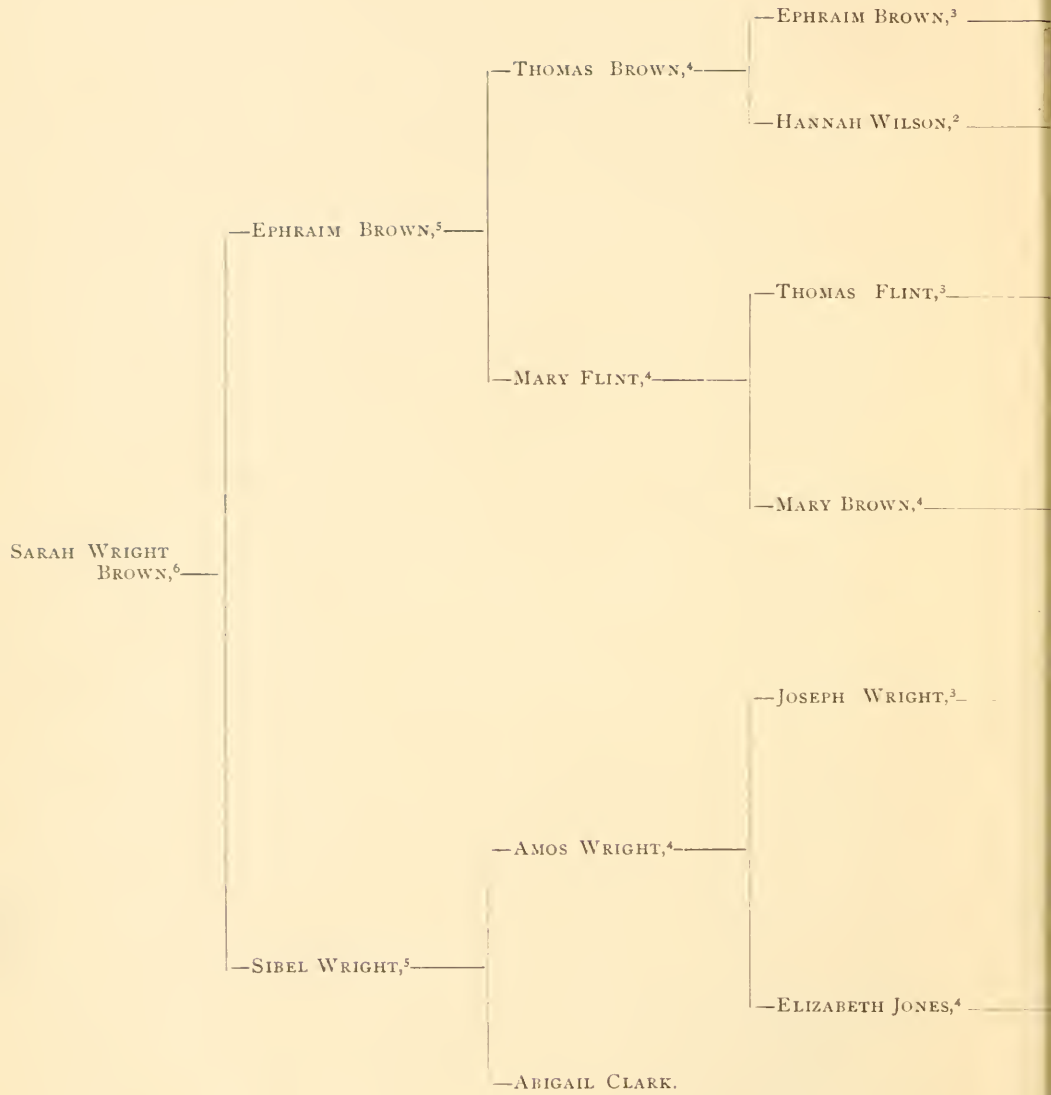 EPHRAIM BROWN,³
THOMAS BROWN,⁴
HANNAH WILSON,²
EPHRAIM BROWN,⁵
THOMAS FLINT,³
MARY FLINT,⁴
MARY BROWN,⁴
SARAH WRIGHT
BROWN,⁶
JOSEPH WRIGHT,³
AMOS WRIGHT,⁴
SIBEL WRIGHT,⁵
ELIZABETH JONES,⁴
ABIGAIL CLARK.